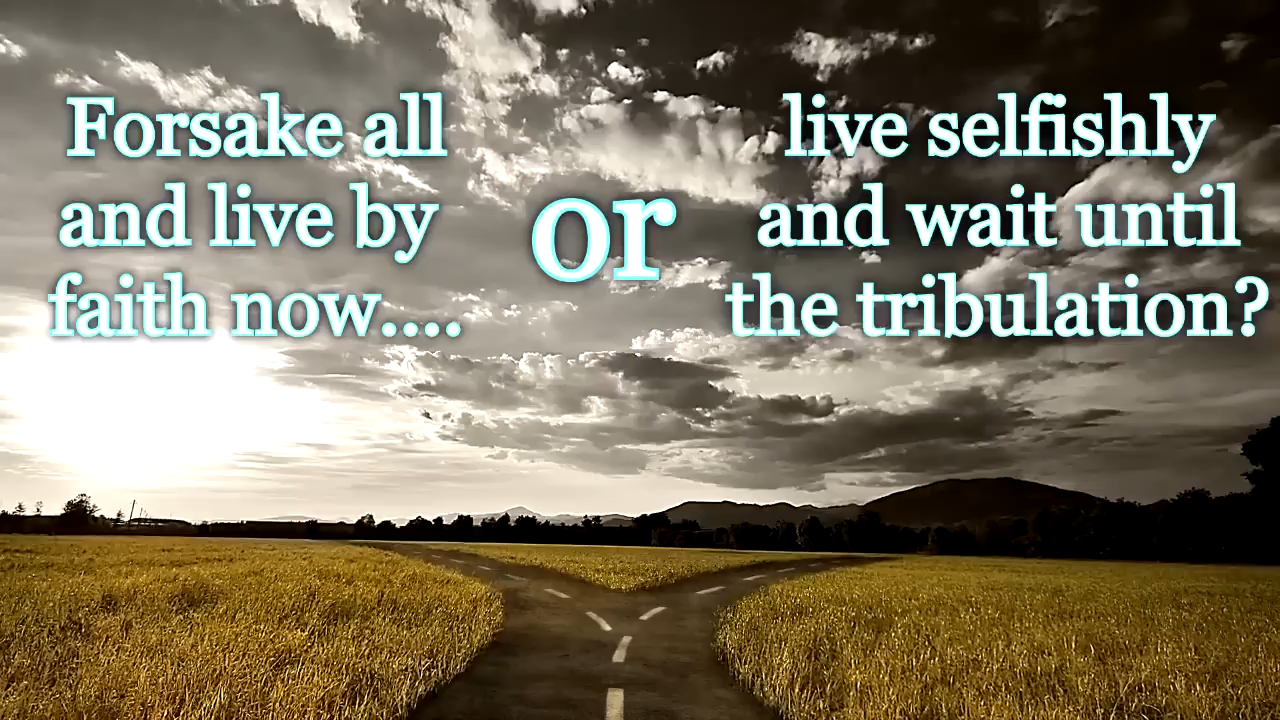 Forsake all
and live by
faith now....
or
live selfishly
and wait until
the tribulation?